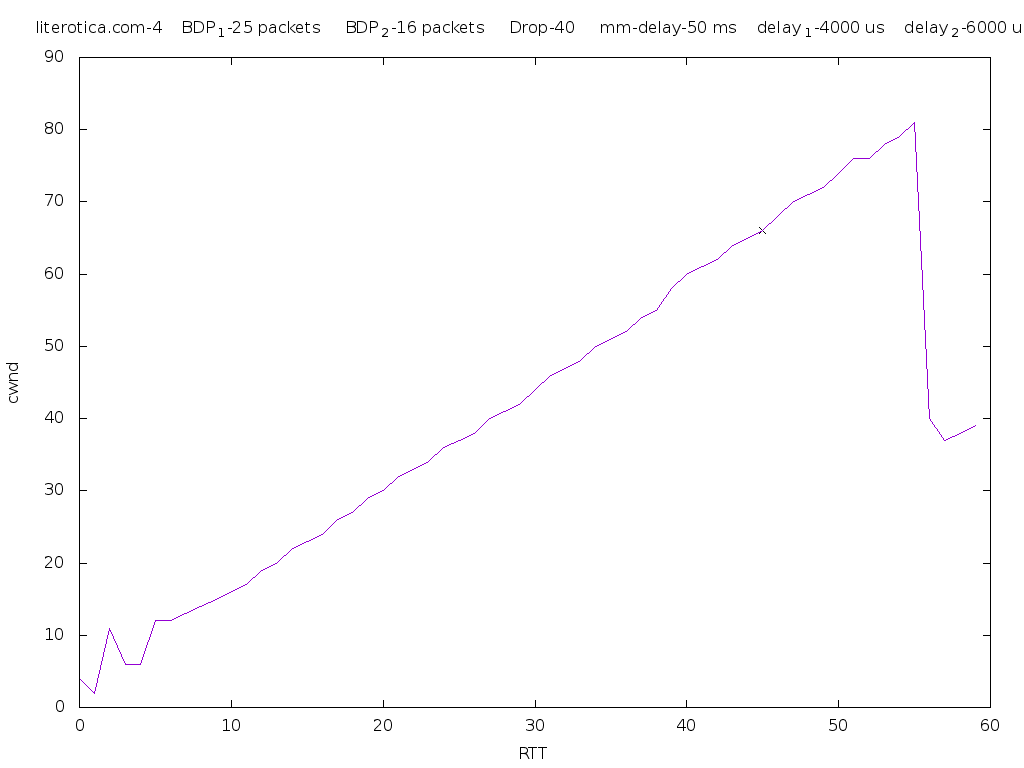 literotica.com-4 BDP1-25 packets BDP2-16 packets Drop-40 mm-delay-50 ms delay1-4000 us delay2-6000 u
90
80
70
60
50
40
30
20
10
0
cwnd
0 10 20 30 40 50 60
RTT